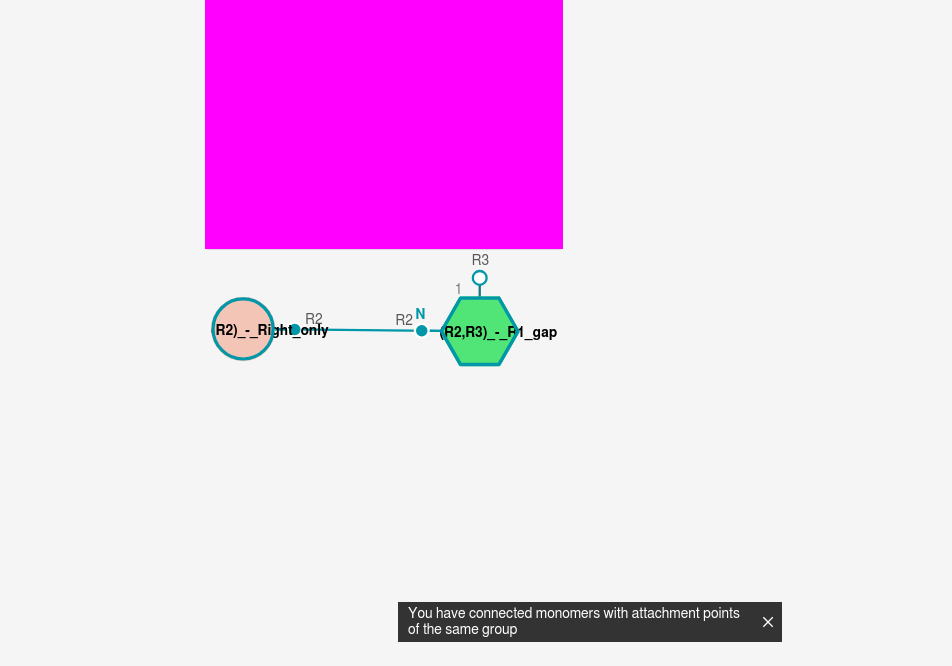 R3
1
N
R2
R2
(R2)_-_Right_only
(R2,R3)_-_R1_gap
You have connected monomers with attachment points
of the same group